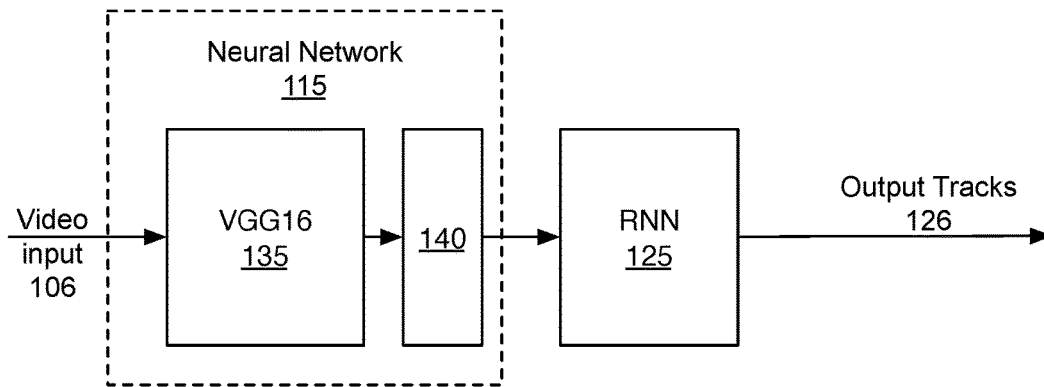 Neural Network
115
Video
input
106
VGG16
135
140
RNN
125
Output Tracks
126